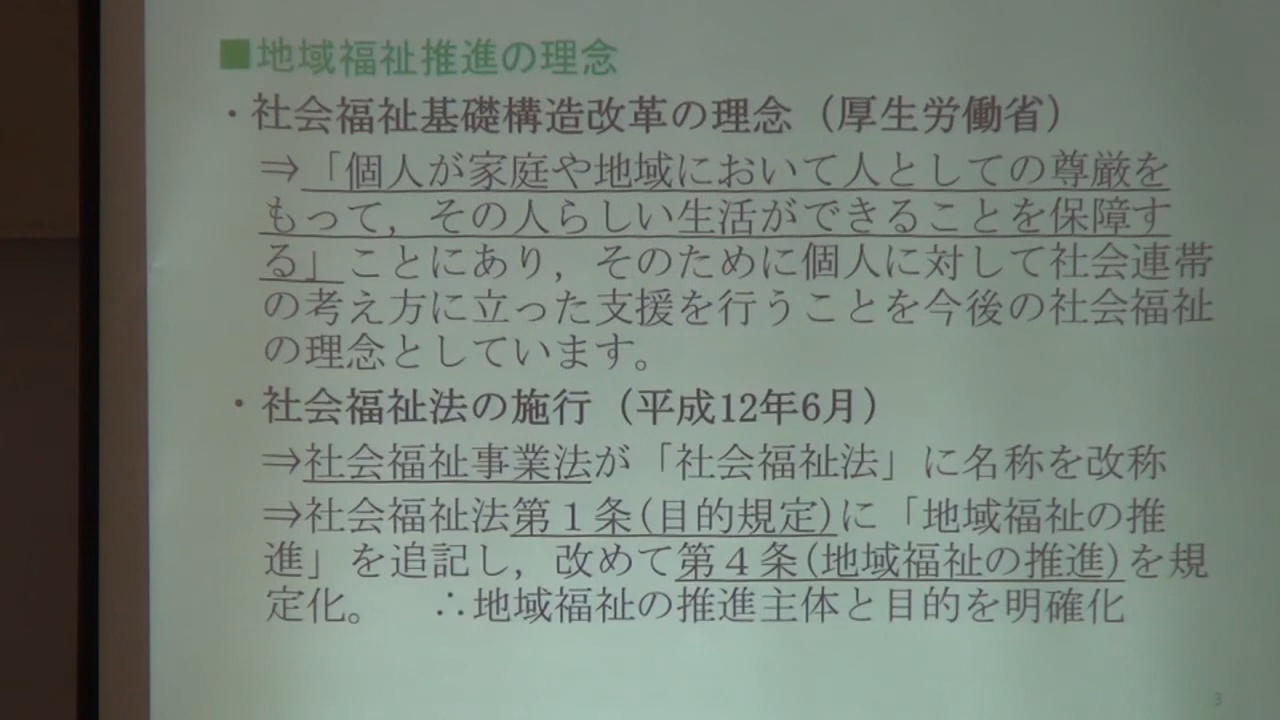 ■地域福祉推進の理念
・社会福祉基礎構造改革の理念（厚生労働省）
⇒「個人が家庭や地域において人としての尊厳を
もって，その人らしい生活ができることを保障す
る」ことにあり，そのために個人に対して社会連帯
の考え方に立った支援を行うことを今後の社会福祉
の理念としています。
・社会福祉法の施行（平成12年6月）
⇒社会福祉事業法が「社会福祉法」に名称を改称
⇒社会福祉法第１条(目的規定)に「地域福祉の推
進」を追記し，改めて第４条(地域福祉の推進)を規
定化。　∴地域福祉の推進主体と目的を明確化
3